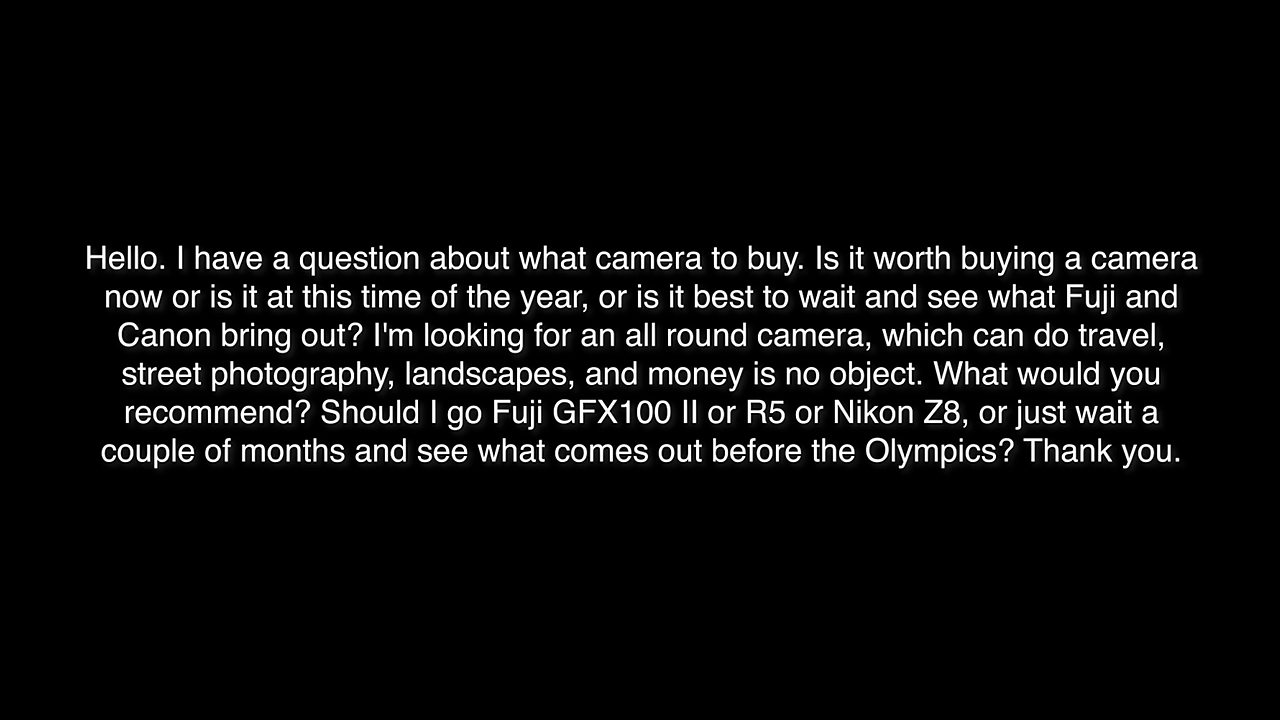 Hello. I have a question about what camera to buy. Is it worth buying a camera
now or is it at this time of the year, or is it best to wait and see what Fuji and
Canon bring out? I'm looking for an all round camera, which can do travel,
street photography, landscapes, and money is no object. What would you
recommend? Should I go Fuji GFX100 II or R5 or Nikon Z8, or just wait a
couple of months and see what comes out before the Olympics? Thank you.